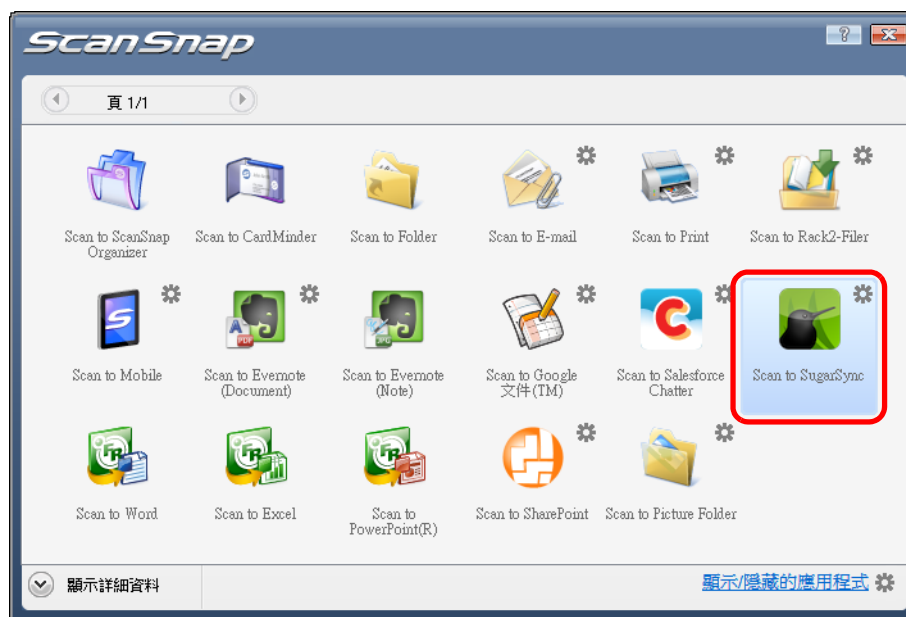 ScanSnap
?
頁 1/1
Scan to ScanSnap
Organizer
Scan to CardMinder
Scan to Folder
Scan to E-mail
Scan to Print
Scan to Rack2-Filer
Scan to Mobile
Scan to Evernote
(Document)
Scan to Evernote
(Note)
Scan to Google
文件(TM)
Scan to Salesforce
Chatter
Scan to SugarSync
Scan to Word
Scan to Excel
Scan to
PowerPoint(R)
Scan to SharePoint
Scan to Picture Folder
顯示詳細資料
顯示/隱藏的應用程式